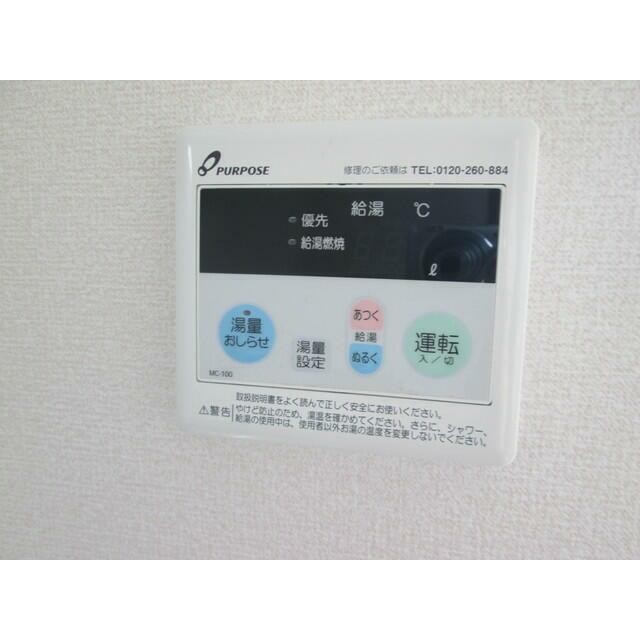 PURPOSE
修理のご依頼は TEL:0120-260-884
給湯 ℃
優先
給湯燃焼
ℓ
湯量
おしらせ
湯量
設定
あつく
給湯
ぬるく
運転
入/切
MC-100
取扱説明書をよく読んで正しく安全にお使いください。
⚠警告
やけど防止のため、湯温を確かめてください。さらに、シャワー、
給湯の使用中は、使用者以外お湯の温度を変更しないでください。